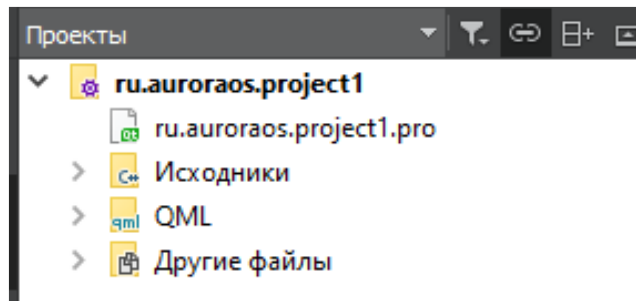 Проекты
ru.auroraos.project1
ru.auroraos.project1.pro
Исходники
QML
Другие файлы